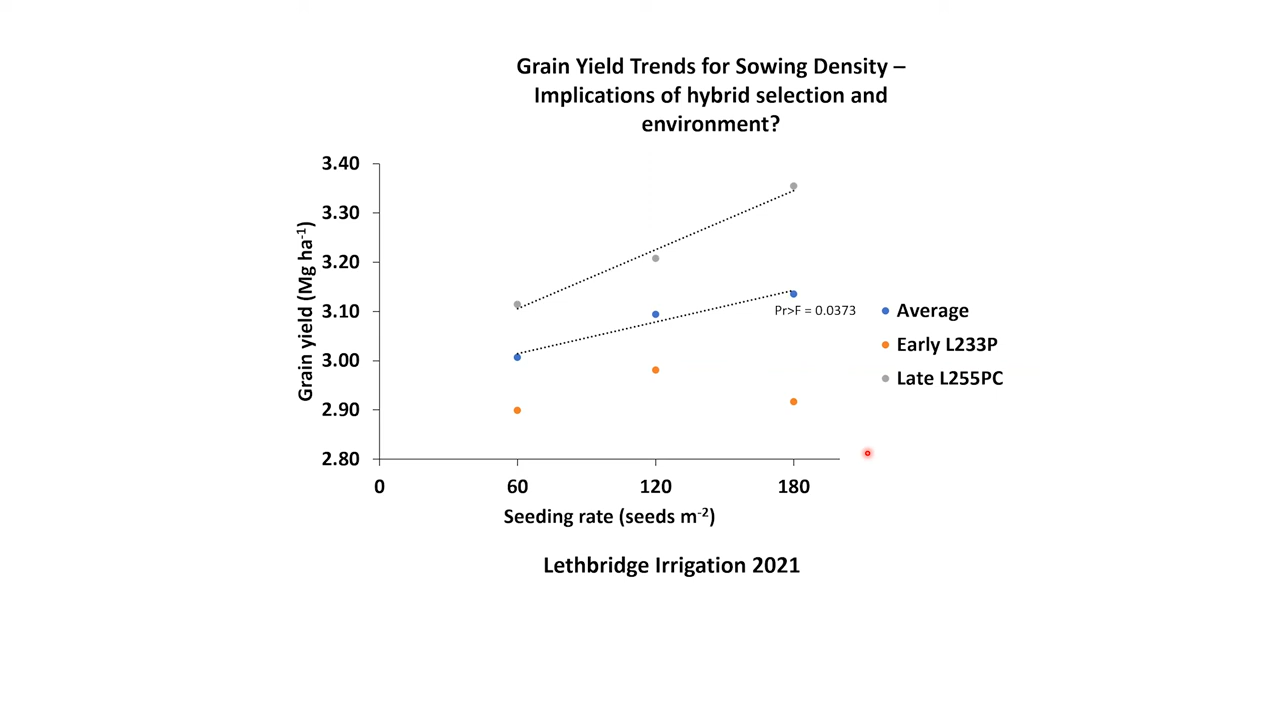 Grain Yield Trends for Sowing Density –
Implications of hybrid selection and
environment?
3.40
3.30
3.20
3.10
3.00
2.90
2.80
Grain yield (Mg ha⁻¹)
0
60
120
180
Seeding rate (seeds m⁻²)
Pr>F = 0.0373
Average
Early L233P
Late L255PC
Lethbridge Irrigation 2021